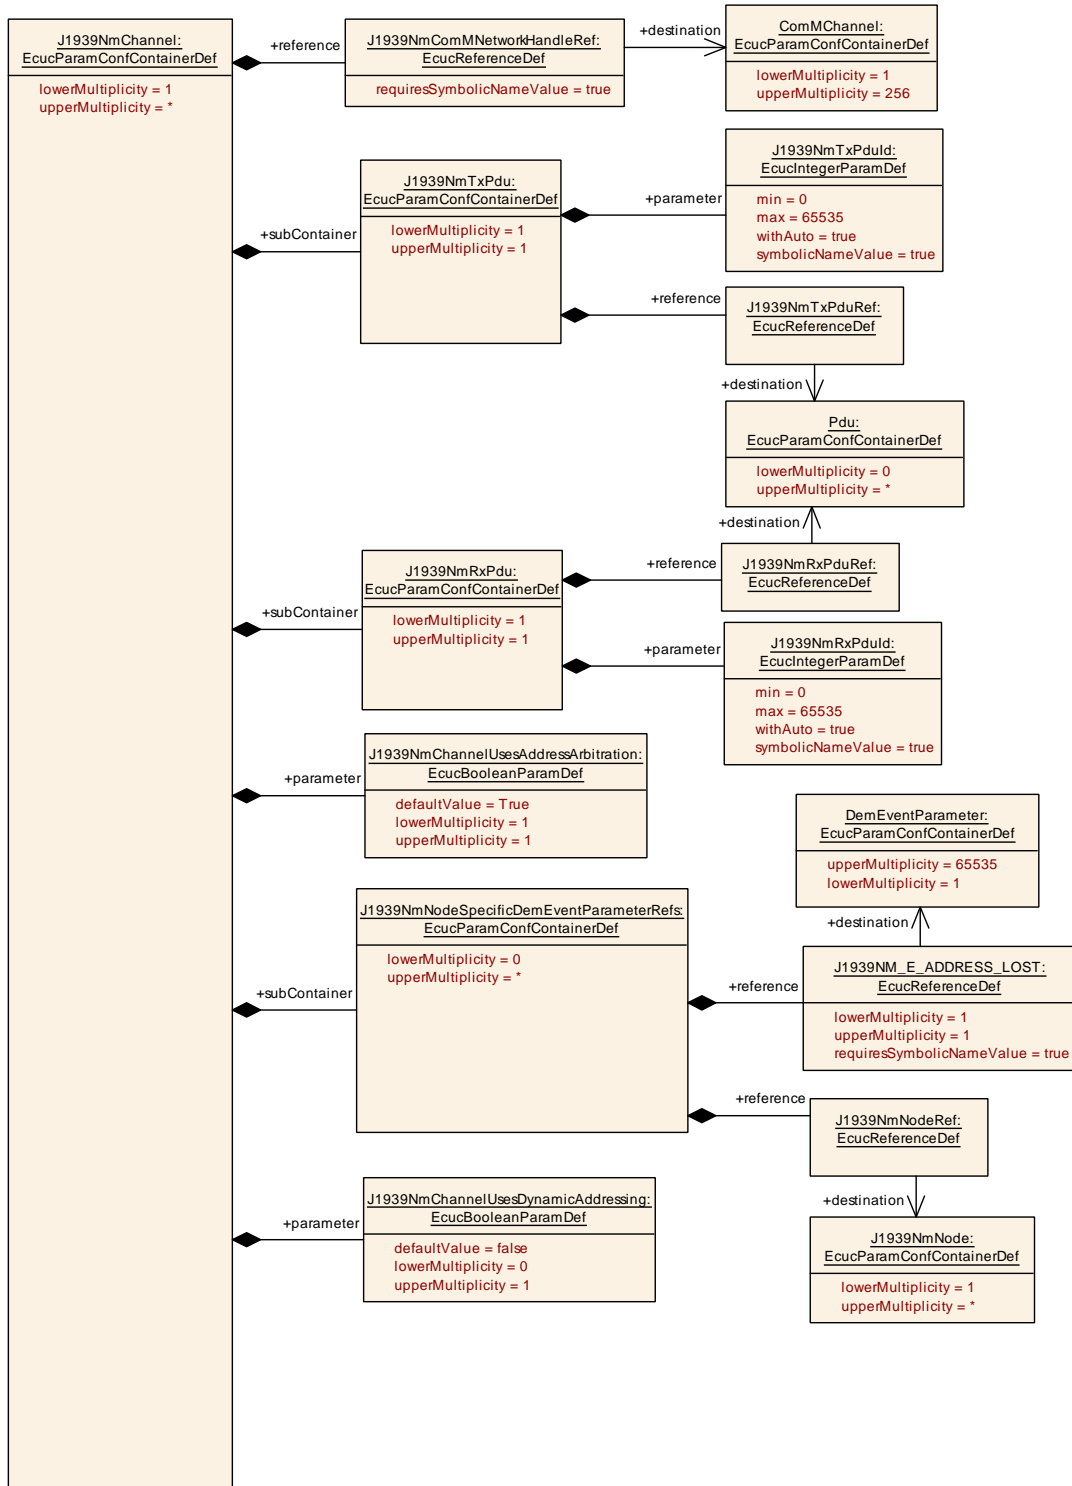 J1939NmChannel:
EcucParamConfContainerDef
lowerMultiplicity = 1
upperMultiplicity = *
+reference
J1939NmComMNetworkHandleRef:
EcucReferenceDef
requiresSymbolicNameValue = true
+destination
ComMChannel:
EcucParamConfContainerDef
lowerMultiplicity = 1
upperMultiplicity = 256
+subContainer
J1939NmTxPdu:
EcucParamConfContainerDef
lowerMultiplicity = 1
upperMultiplicity = 1
+parameter
J1939NmTxPduId:
EcucIntegerParamDef
min = 0
max = 65535
withAuto = true
symbolicNameValue = true
+reference
J1939NmTxPduRef:
EcucReferenceDef
+destination
Pdu:
EcucParamConfContainerDef
lowerMultiplicity = 0
upperMultiplicity = *
+destination
+subContainer
J1939NmRxPdu:
EcucParamConfContainerDef
lowerMultiplicity = 1
upperMultiplicity = 1
+reference
J1939NmRxPduRef:
EcucReferenceDef
+parameter
J1939NmRxPduId:
EcucIntegerParamDef
min = 0
max = 65535
withAuto = true
symbolicNameValue = true
+parameter
J1939NmChannelUsesAddressArbitration:
EcucBooleanParamDef
defaultValue = True
lowerMultiplicity = 1
upperMultiplicity = 1
DemEventParameter:
EcucParamConfContainerDef
upperMultiplicity = 65535
lowerMultiplicity = 1
+destination
+subContainer
J1939NmNodeSpecificDemEventParameterRefs:
EcucParamConfContainerDef
lowerMultiplicity = 0
upperMultiplicity = *
+reference
J1939NM_E_ADDRESS_LOST:
EcucReferenceDef
lowerMultiplicity = 1
upperMultiplicity = 1
requiresSymbolicNameValue = true
+reference
J1939NmNodeRef:
EcucReferenceDef
+destination
J1939NmNode:
EcucParamConfContainerDef
lowerMultiplicity = 1
upperMultiplicity = *
+parameter
J1939NmChannelUsesDynamicAddressing:
EcucBooleanParamDef
defaultValue = false
lowerMultiplicity = 0
upperMultiplicity = 1